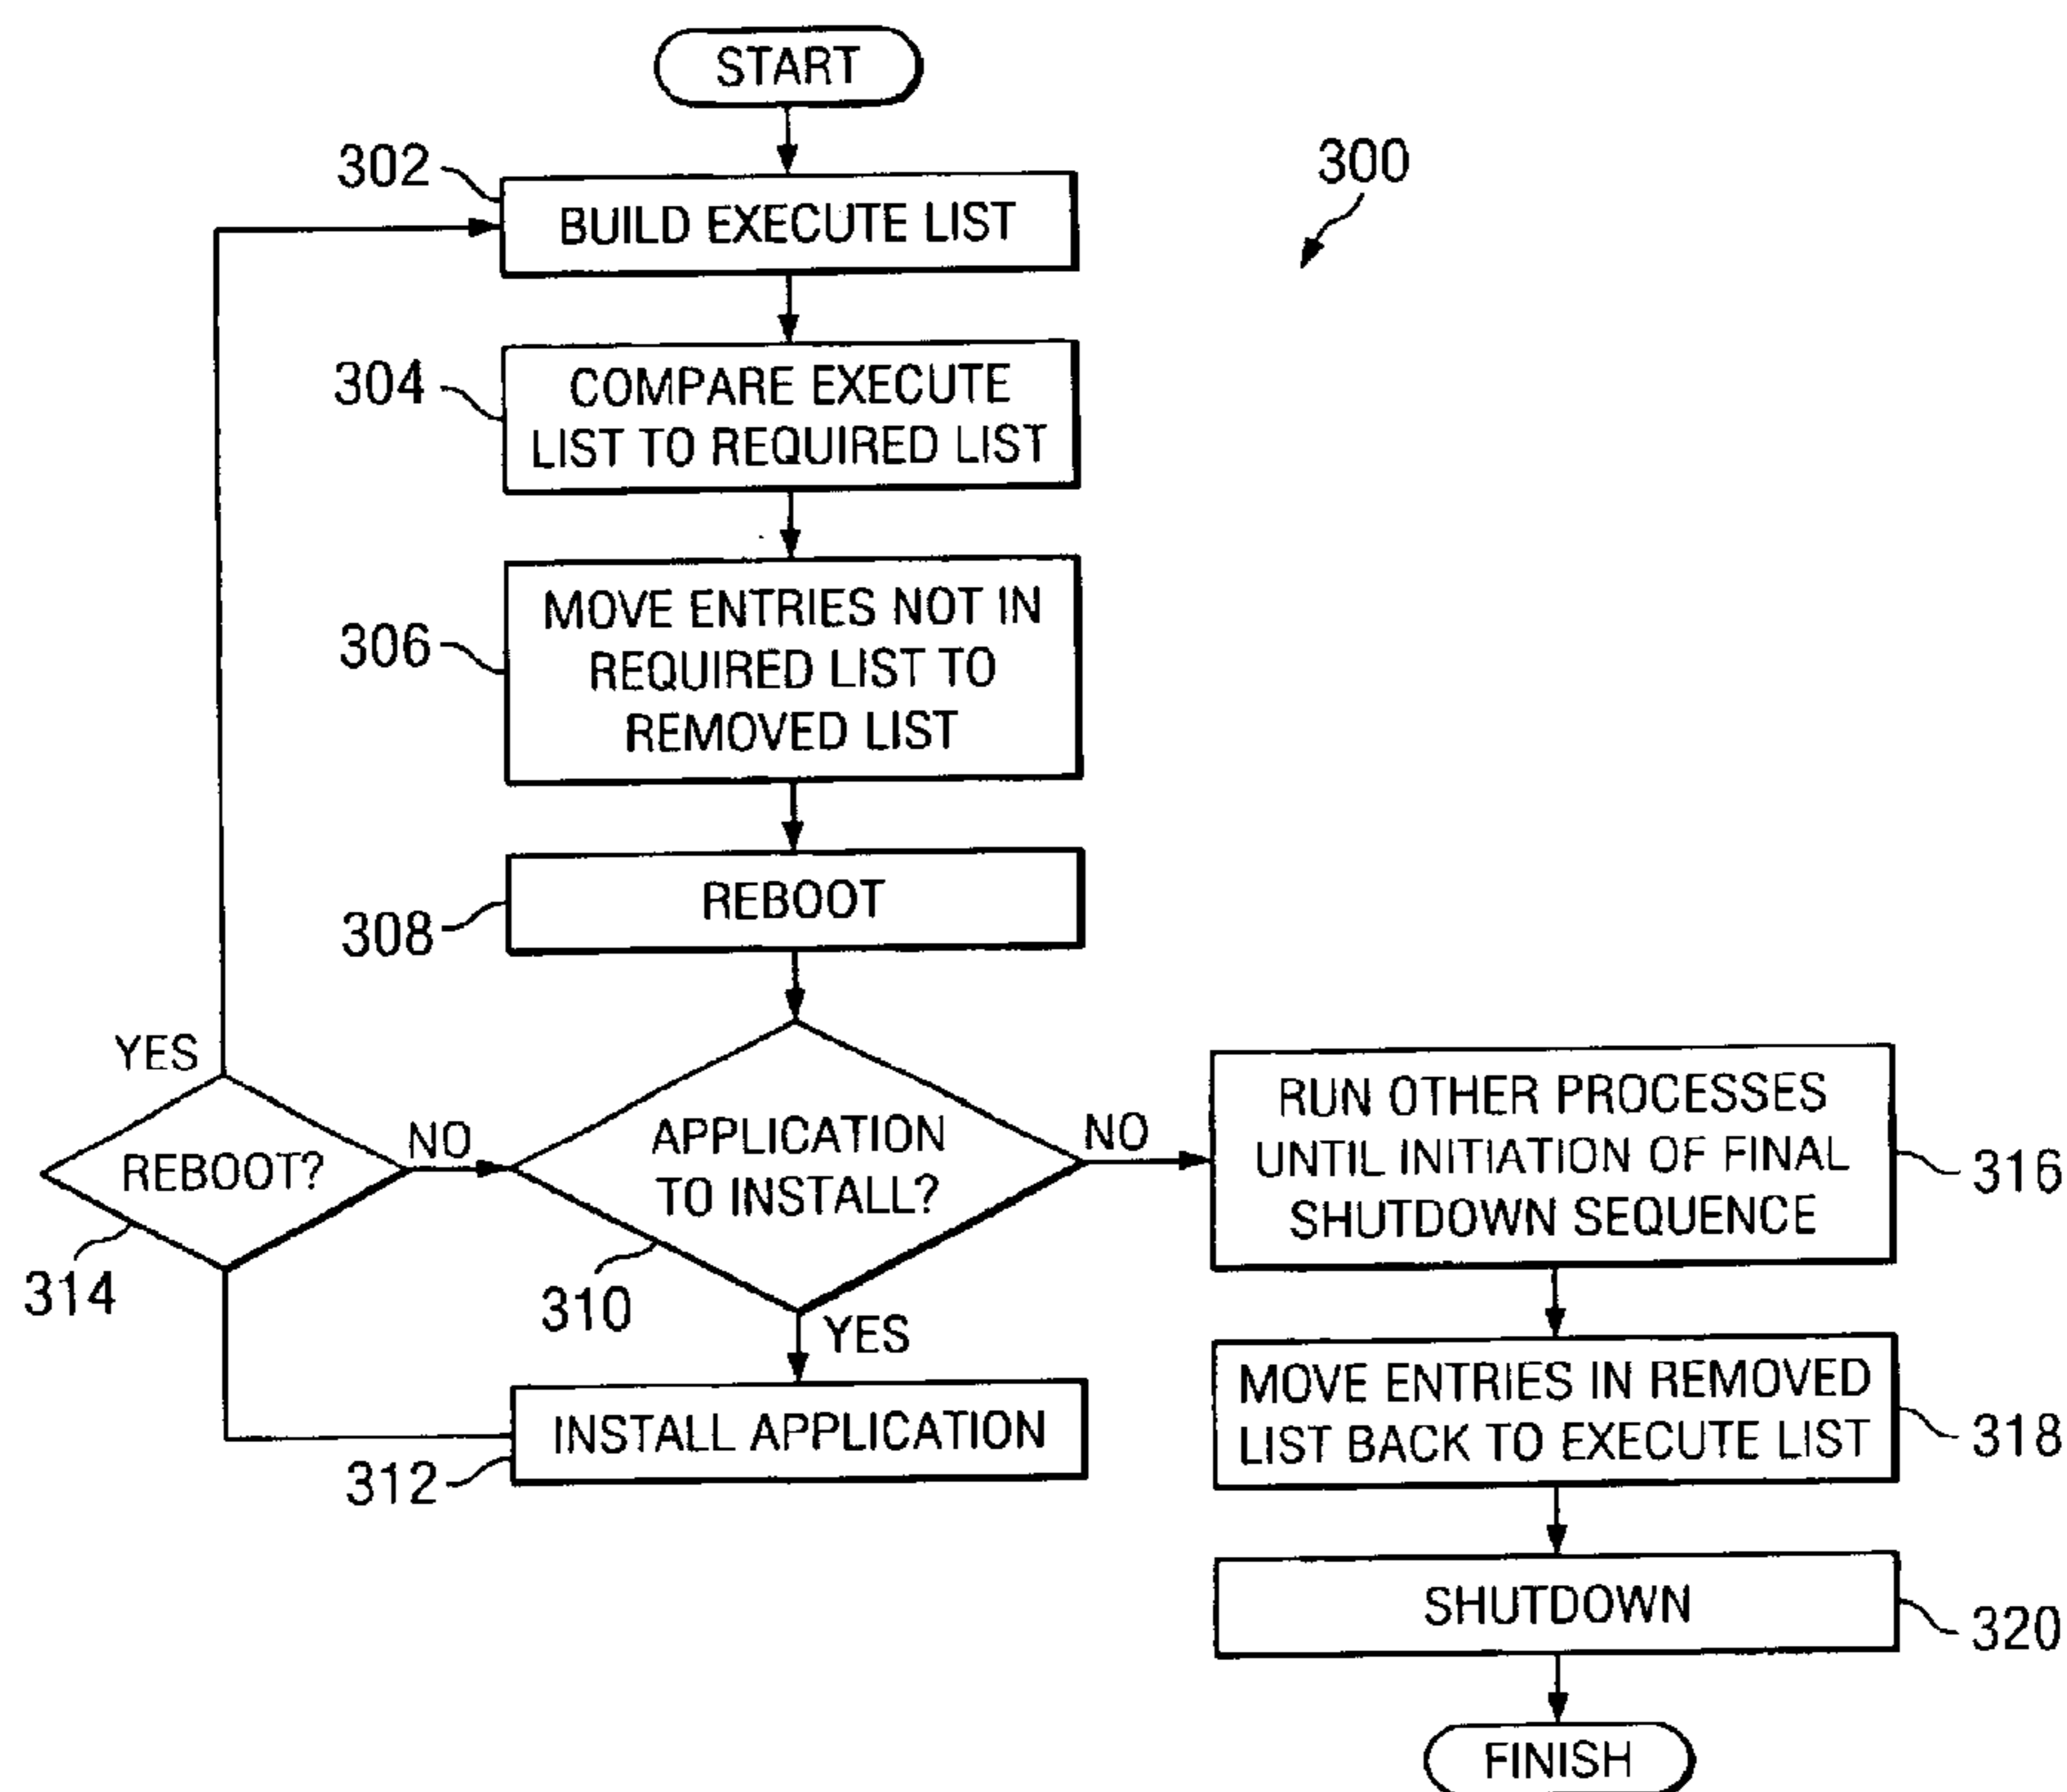 START
300
302
BUILD EXECUTE LIST
304
COMPARE EXECUTE
LIST TO REQUIRED LIST
306
MOVE ENTRIES NOT IN
REQUIRED LIST TO
REMOVED LIST
308
REBOOT
YES
REBOOT?
314
NO
APPLICATION
TO INSTALL?
310
NO
YES
INSTALL APPLICATION
312
RUN OTHER PROCESSES
UNTIL INITIATION OF FINAL
SHUTDOWN SEQUENCE
316
MOVE ENTRIES IN REMOVED
LIST BACK TO EXECUTE LIST
318
SHUTDOWN
320
FINISH